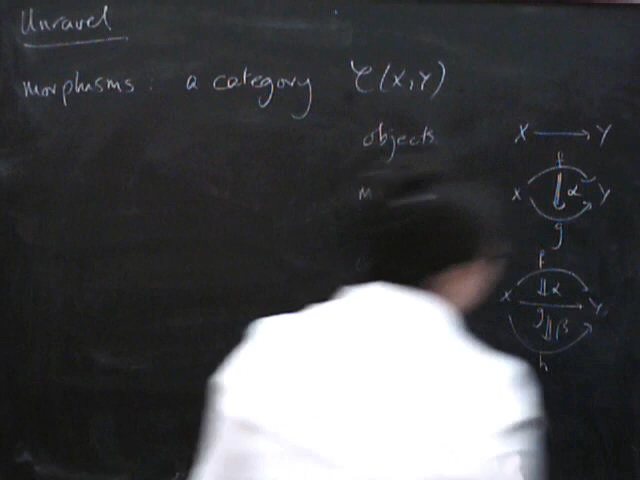 Unravel
morphisms: a category C(X,Y)
objects X → Y
f
X α Y
g
f
α
X Y
g β
h